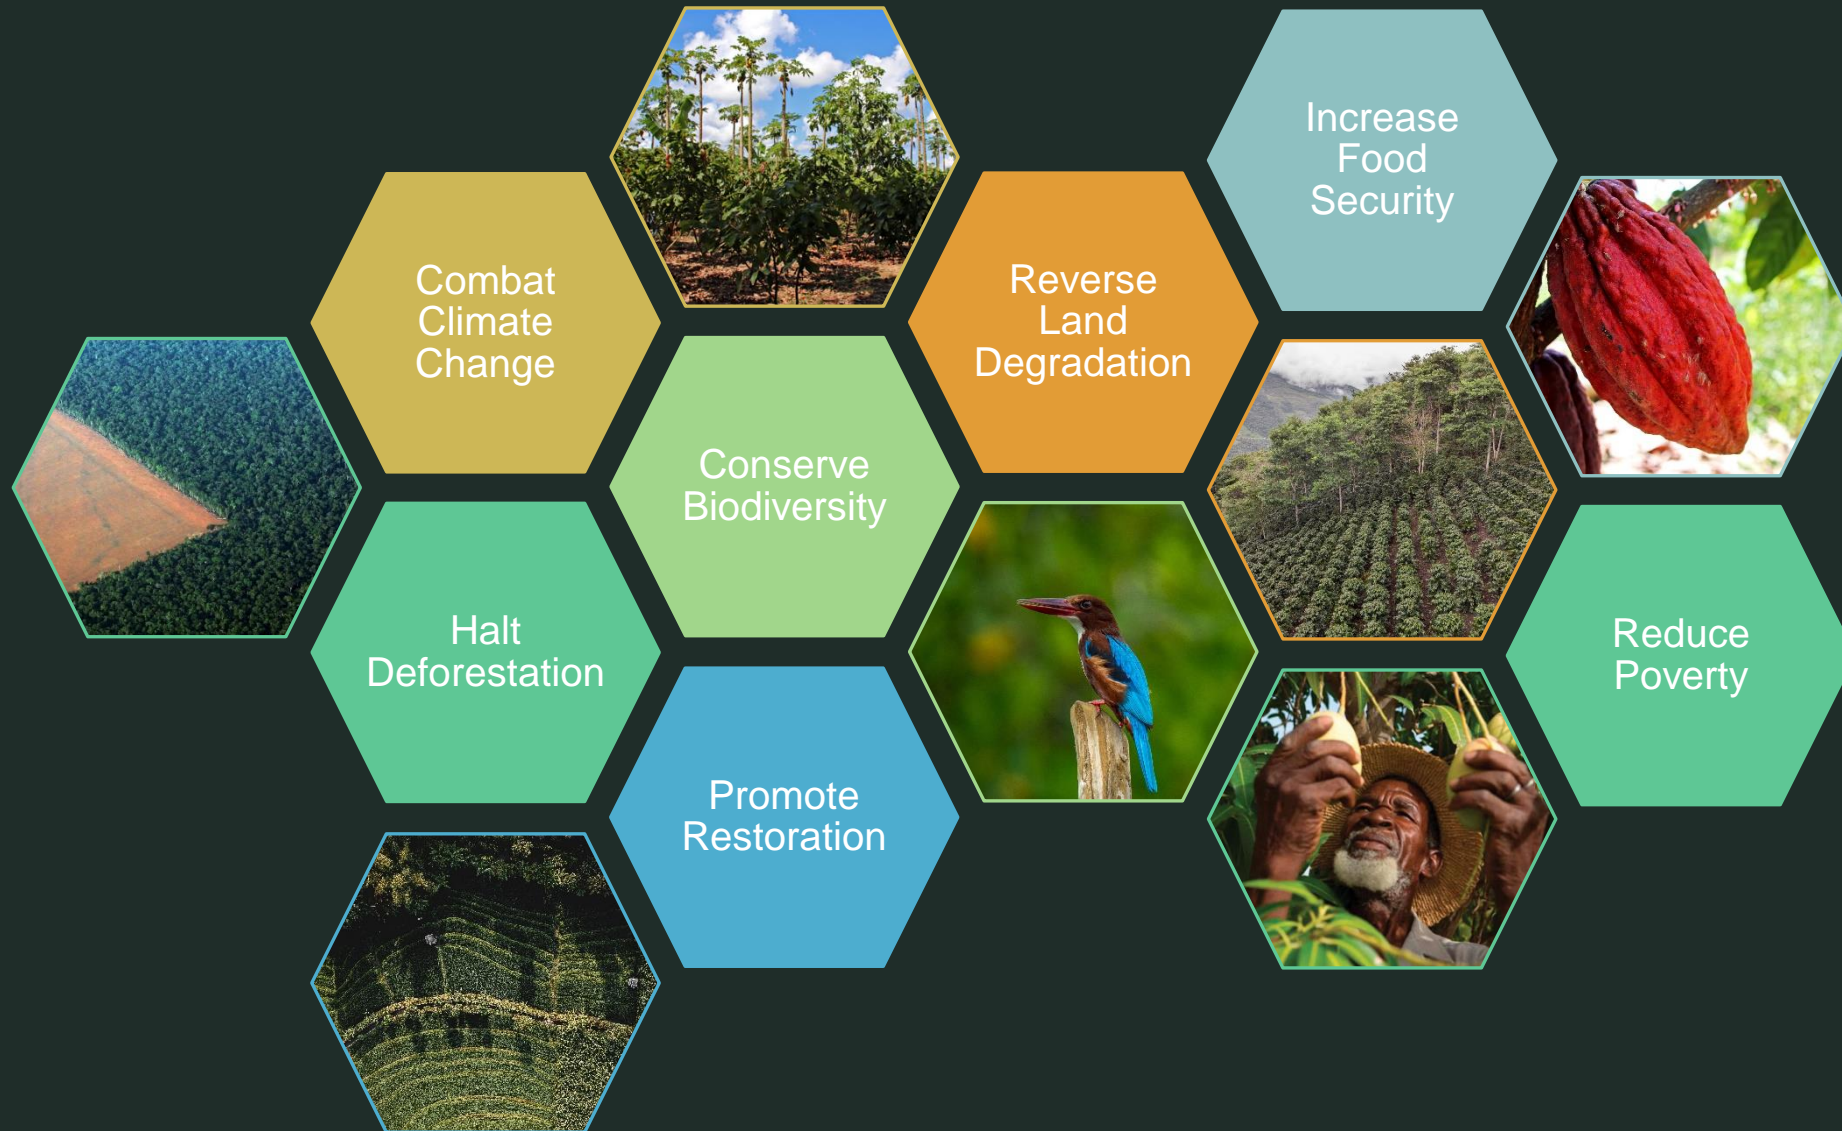 Combat
Climate
Change
Halt
Deforestation
Conserve
Biodiversity
Promote
Restoration
Reverse
Land
Degradation
Increase
Food
Security
Reduce
Poverty